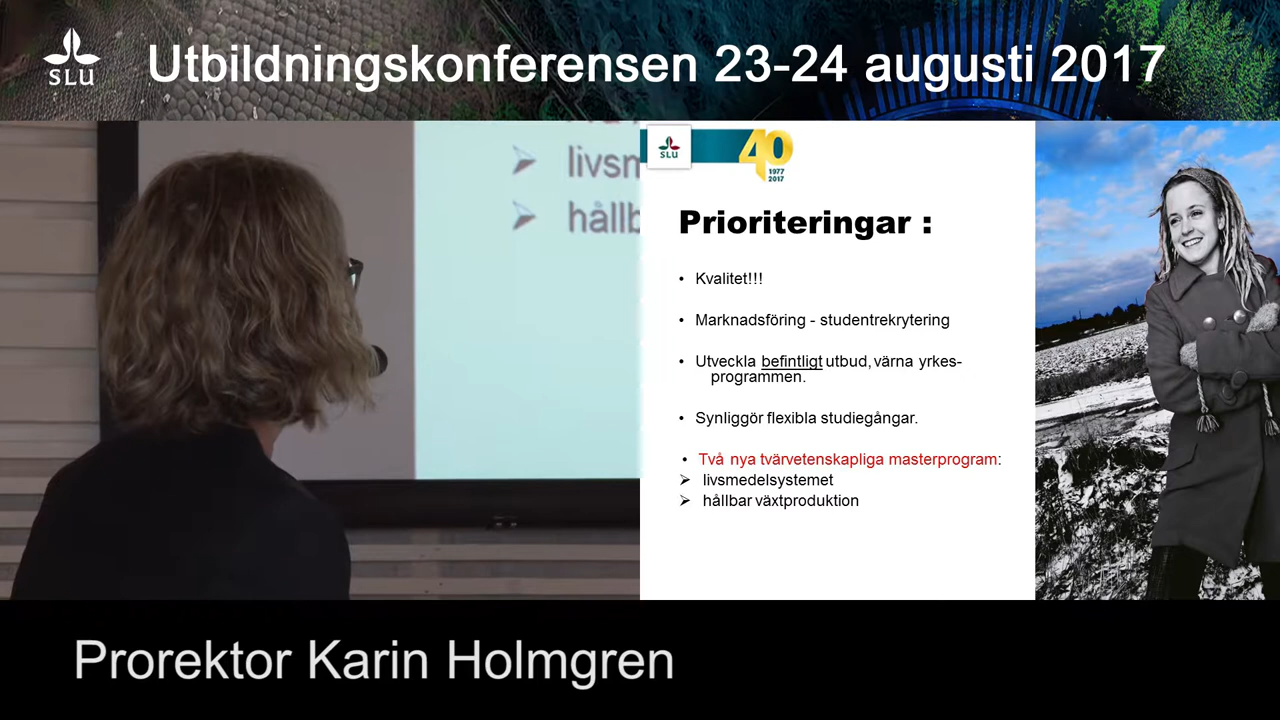 SLU
Utbildningskonferensen 23-24 augusti 2017
livsm
hållb
SLU
40
1977
2017
Prioriteringar :
• Kvalitet!!!
• Marknadsföring - studentrekrytering
• Utveckla befintligt utbud, värna yrkes-
programmen.
• Synliggör flexibla studiegångar.
• Två nya tvärvetenskapliga masterprogram:
➢ livsmedelsystemet
➢ hållbar växtproduktion
Prorektor Karin Holmgren